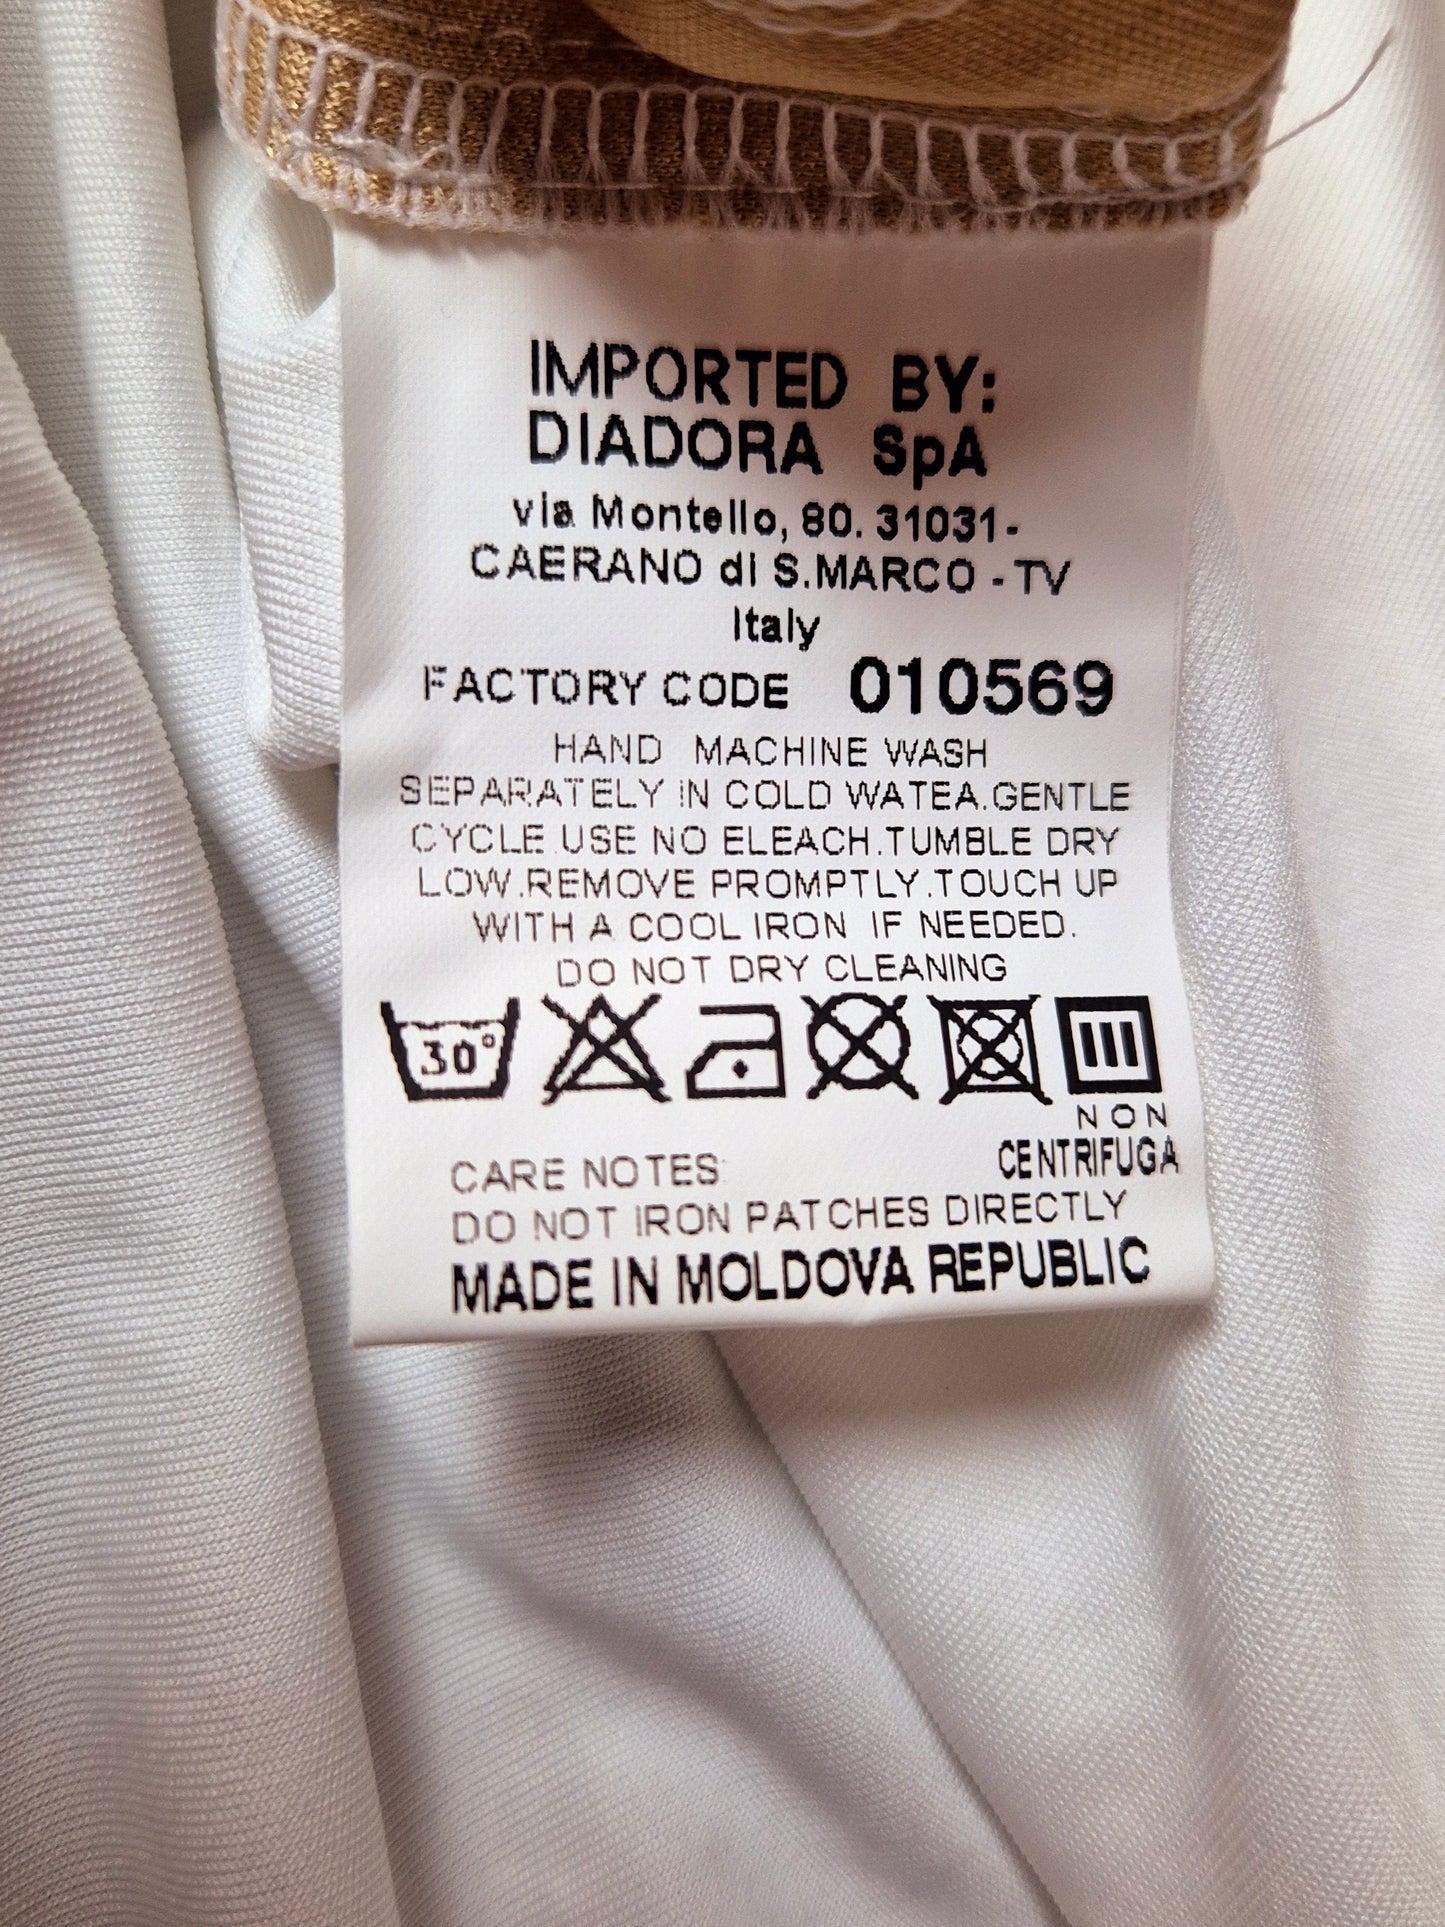 IMPORTED BY:
DIADORA SpA
via Montello, 80. 31031-
CAERANO di S.MARCO - TV
Italy
FACTORY CODE 010569
HAND MACHINE WASH
SEPARATELY IN COLD WATEA.GENTLE
CYCLE.USE NO ELEACH.TUMBLE DRY
LOW.REMOVE PROMPTLY.TOUCH UP
WITH A COOL IRON IF NEEDED.
DO NOT DRY CLEANING
30°
NON
CENTRIFUGA
CARE NOTES:
DO NOT IRON PATCHES DIRECTLY
MADE IN MOLDOVA REPUBLIC